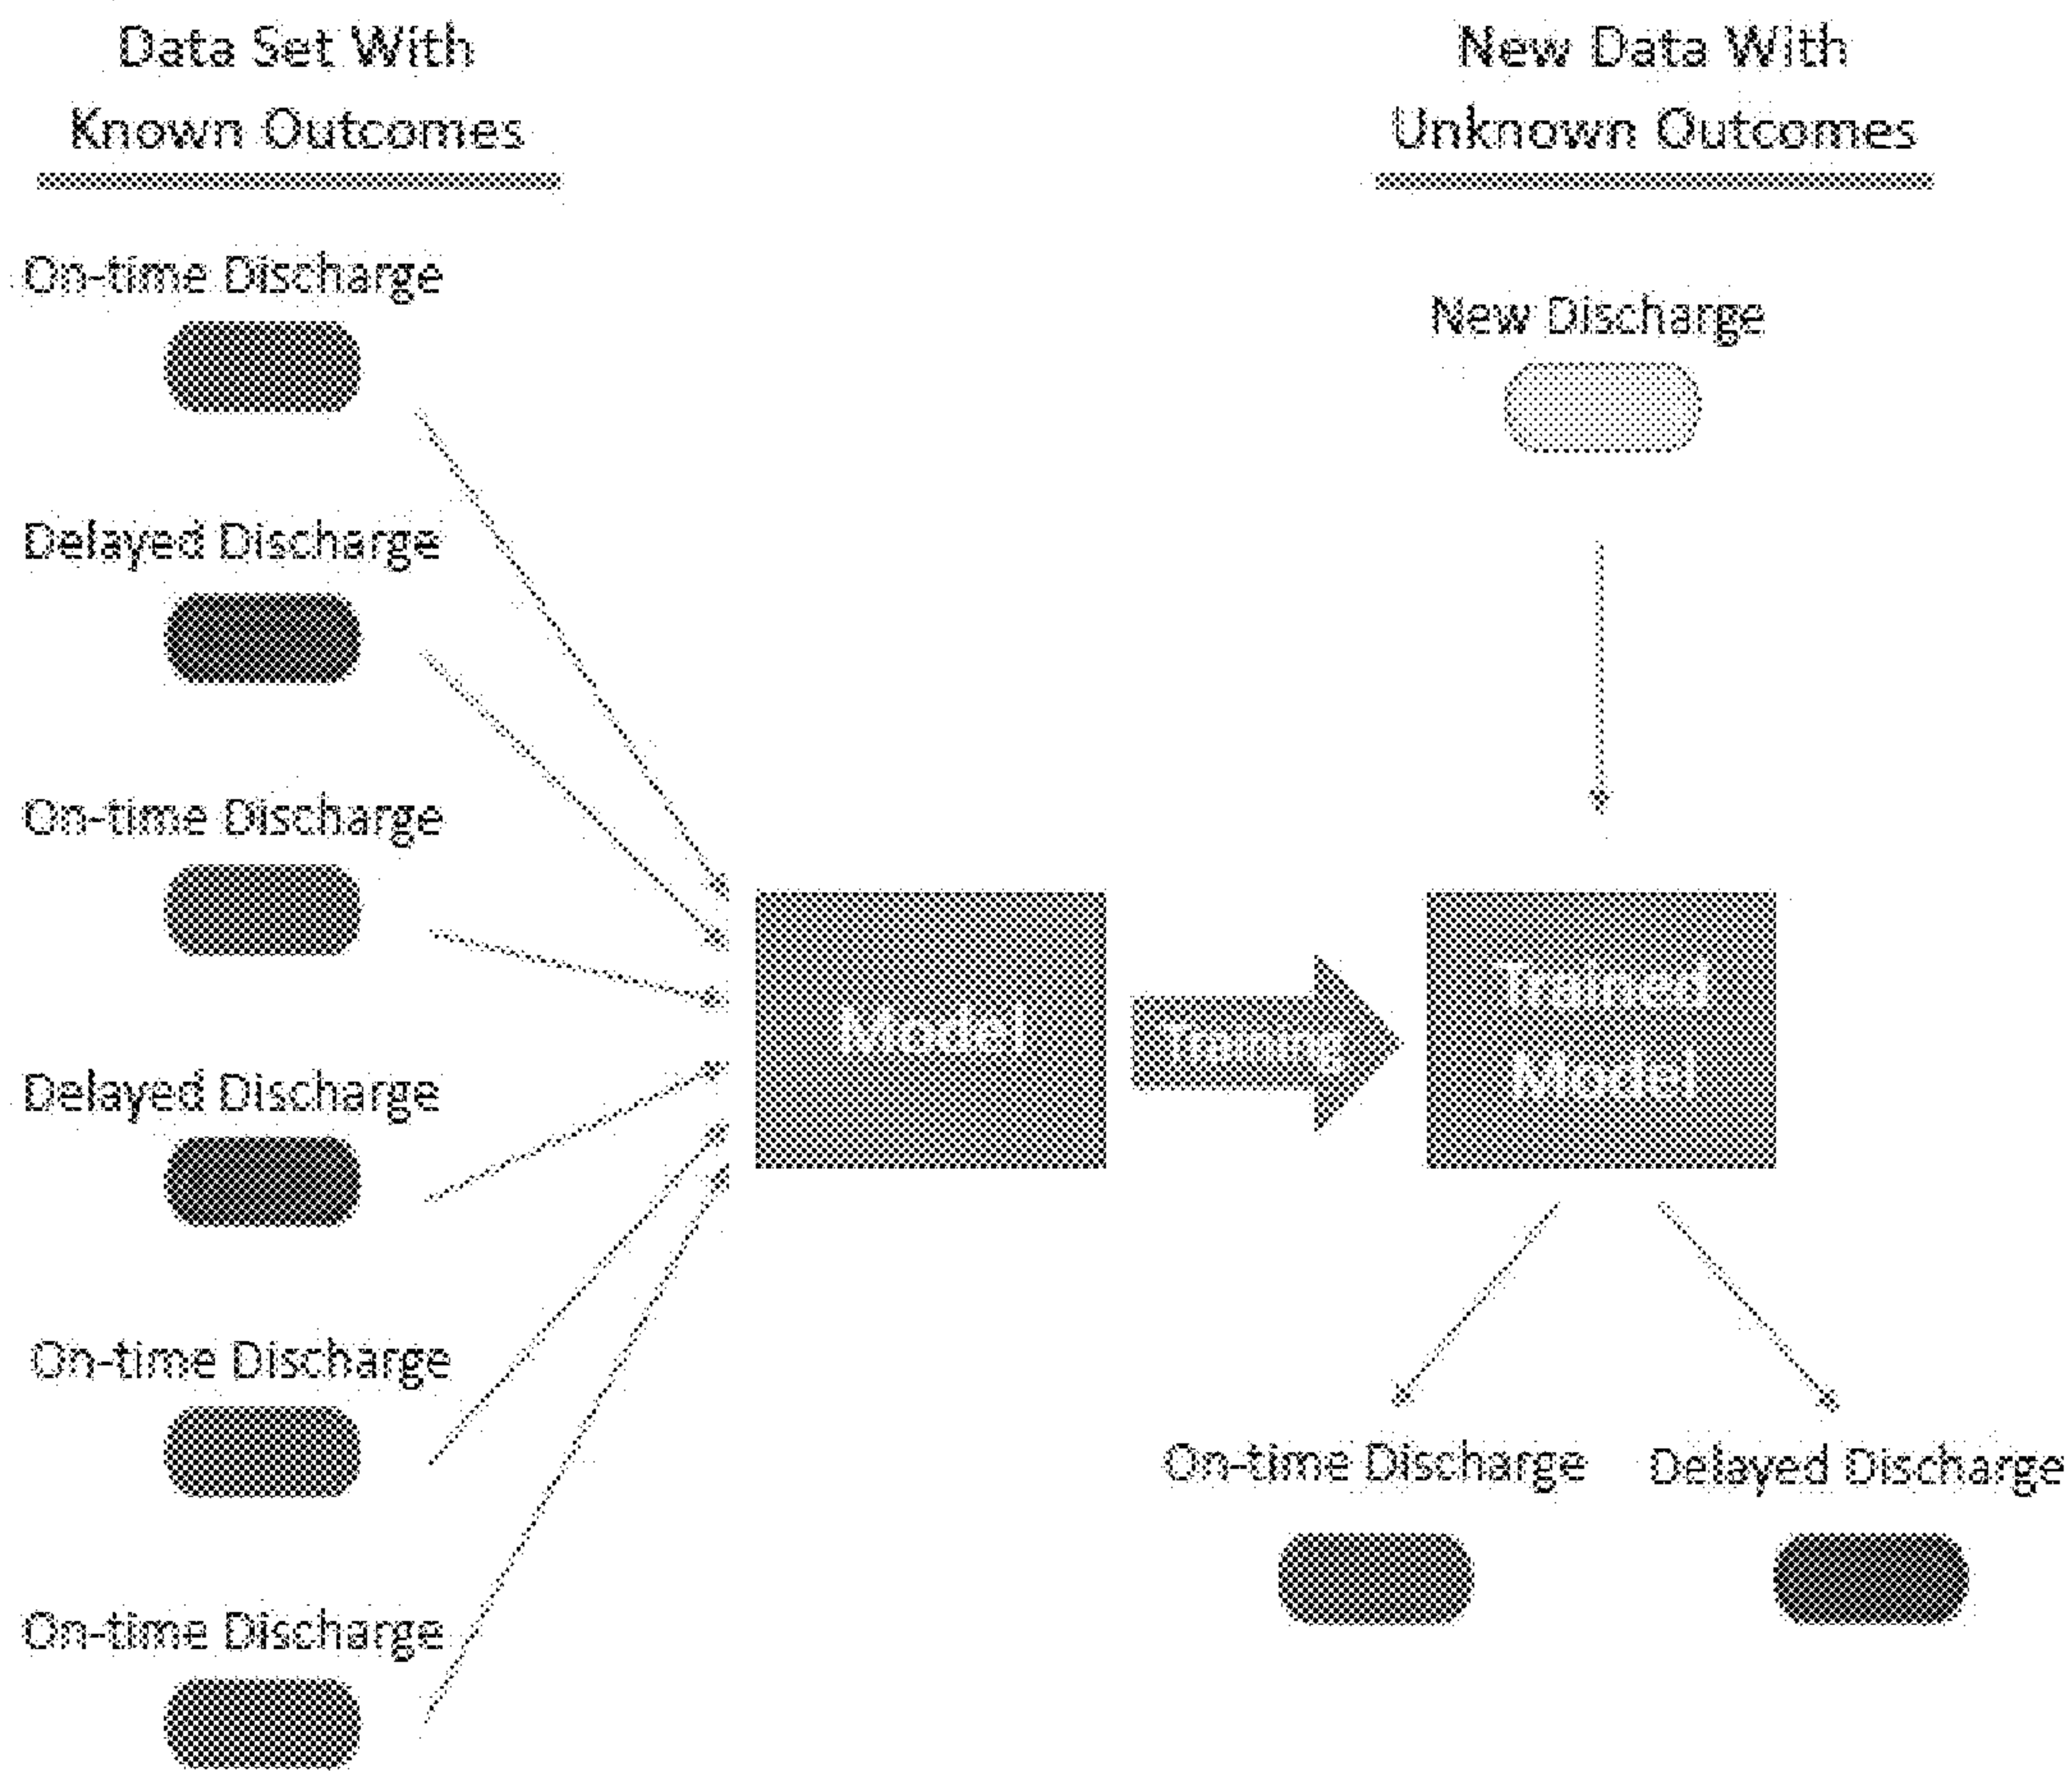 Data Set With
Known Outcomes
On-time Discharge
Delayed Discharge
On-time Discharge
Delayed Discharge
On-time Discharge
On-time Discharge
Model
Training
New Data With
Unknown Outcomes
New Discharge
Trained
Model
On-time Discharge
Delayed Discharge